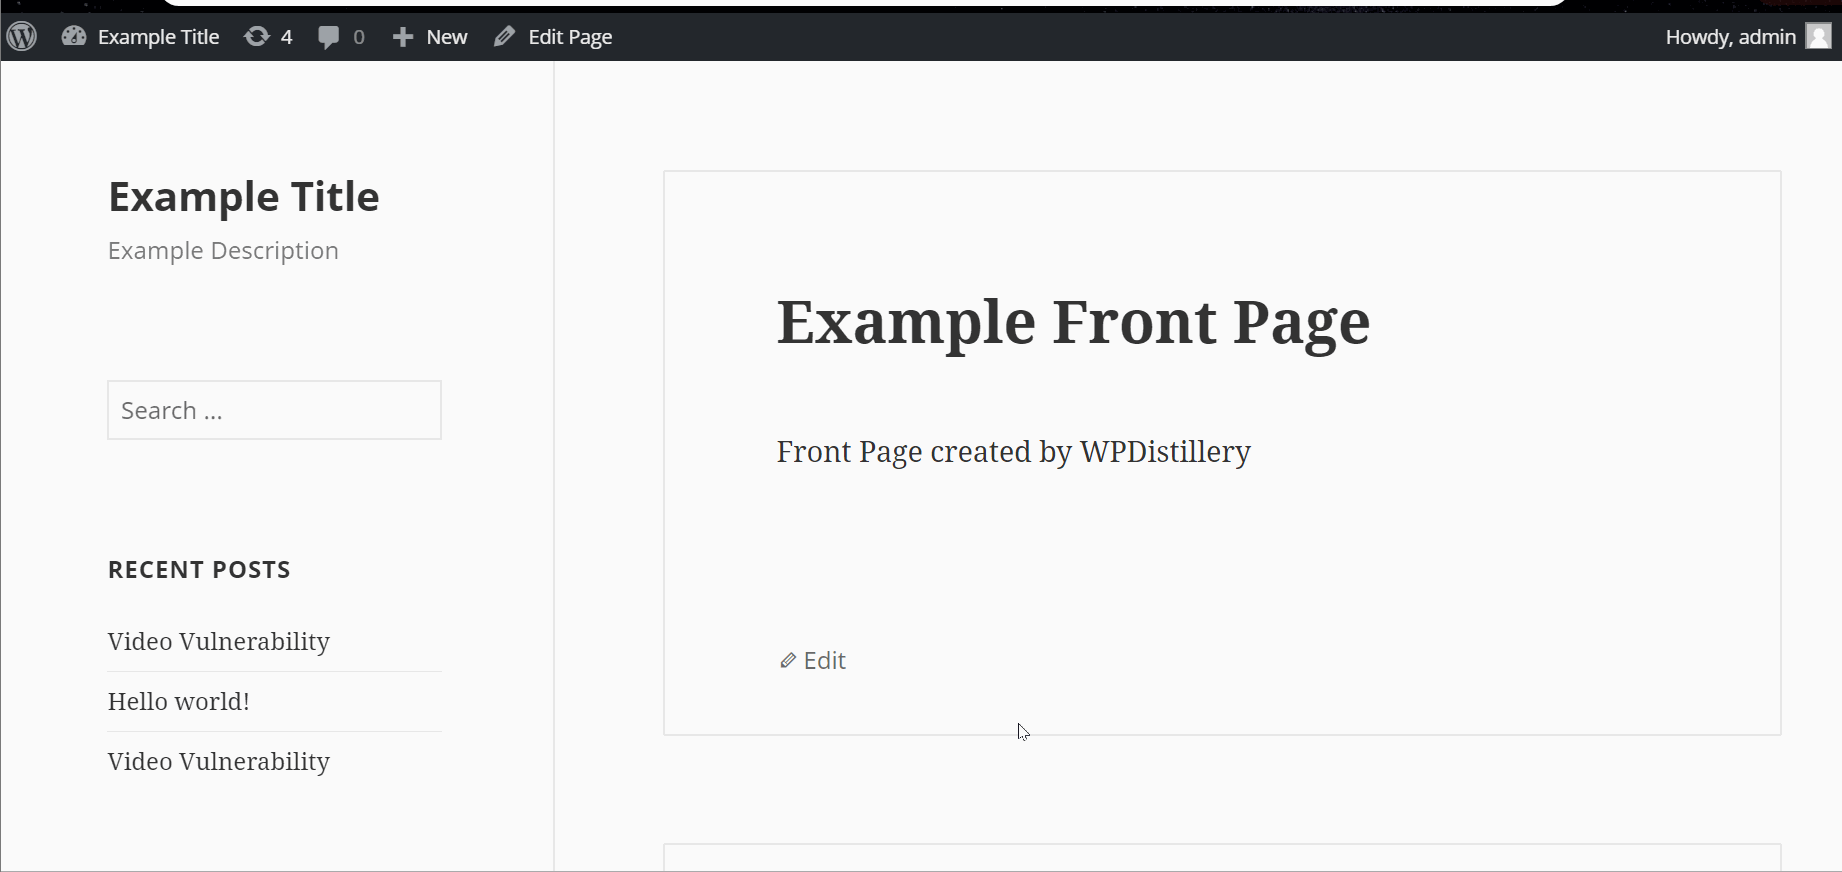 Example Title 4 0 New Edit Page Howdy, admin
Example Title
Example Description
Search ...
RECENT POSTS
Video Vulnerability
Hello world!
Video Vulnerability
Example Front Page
Front Page created by WPDistillery
Edit